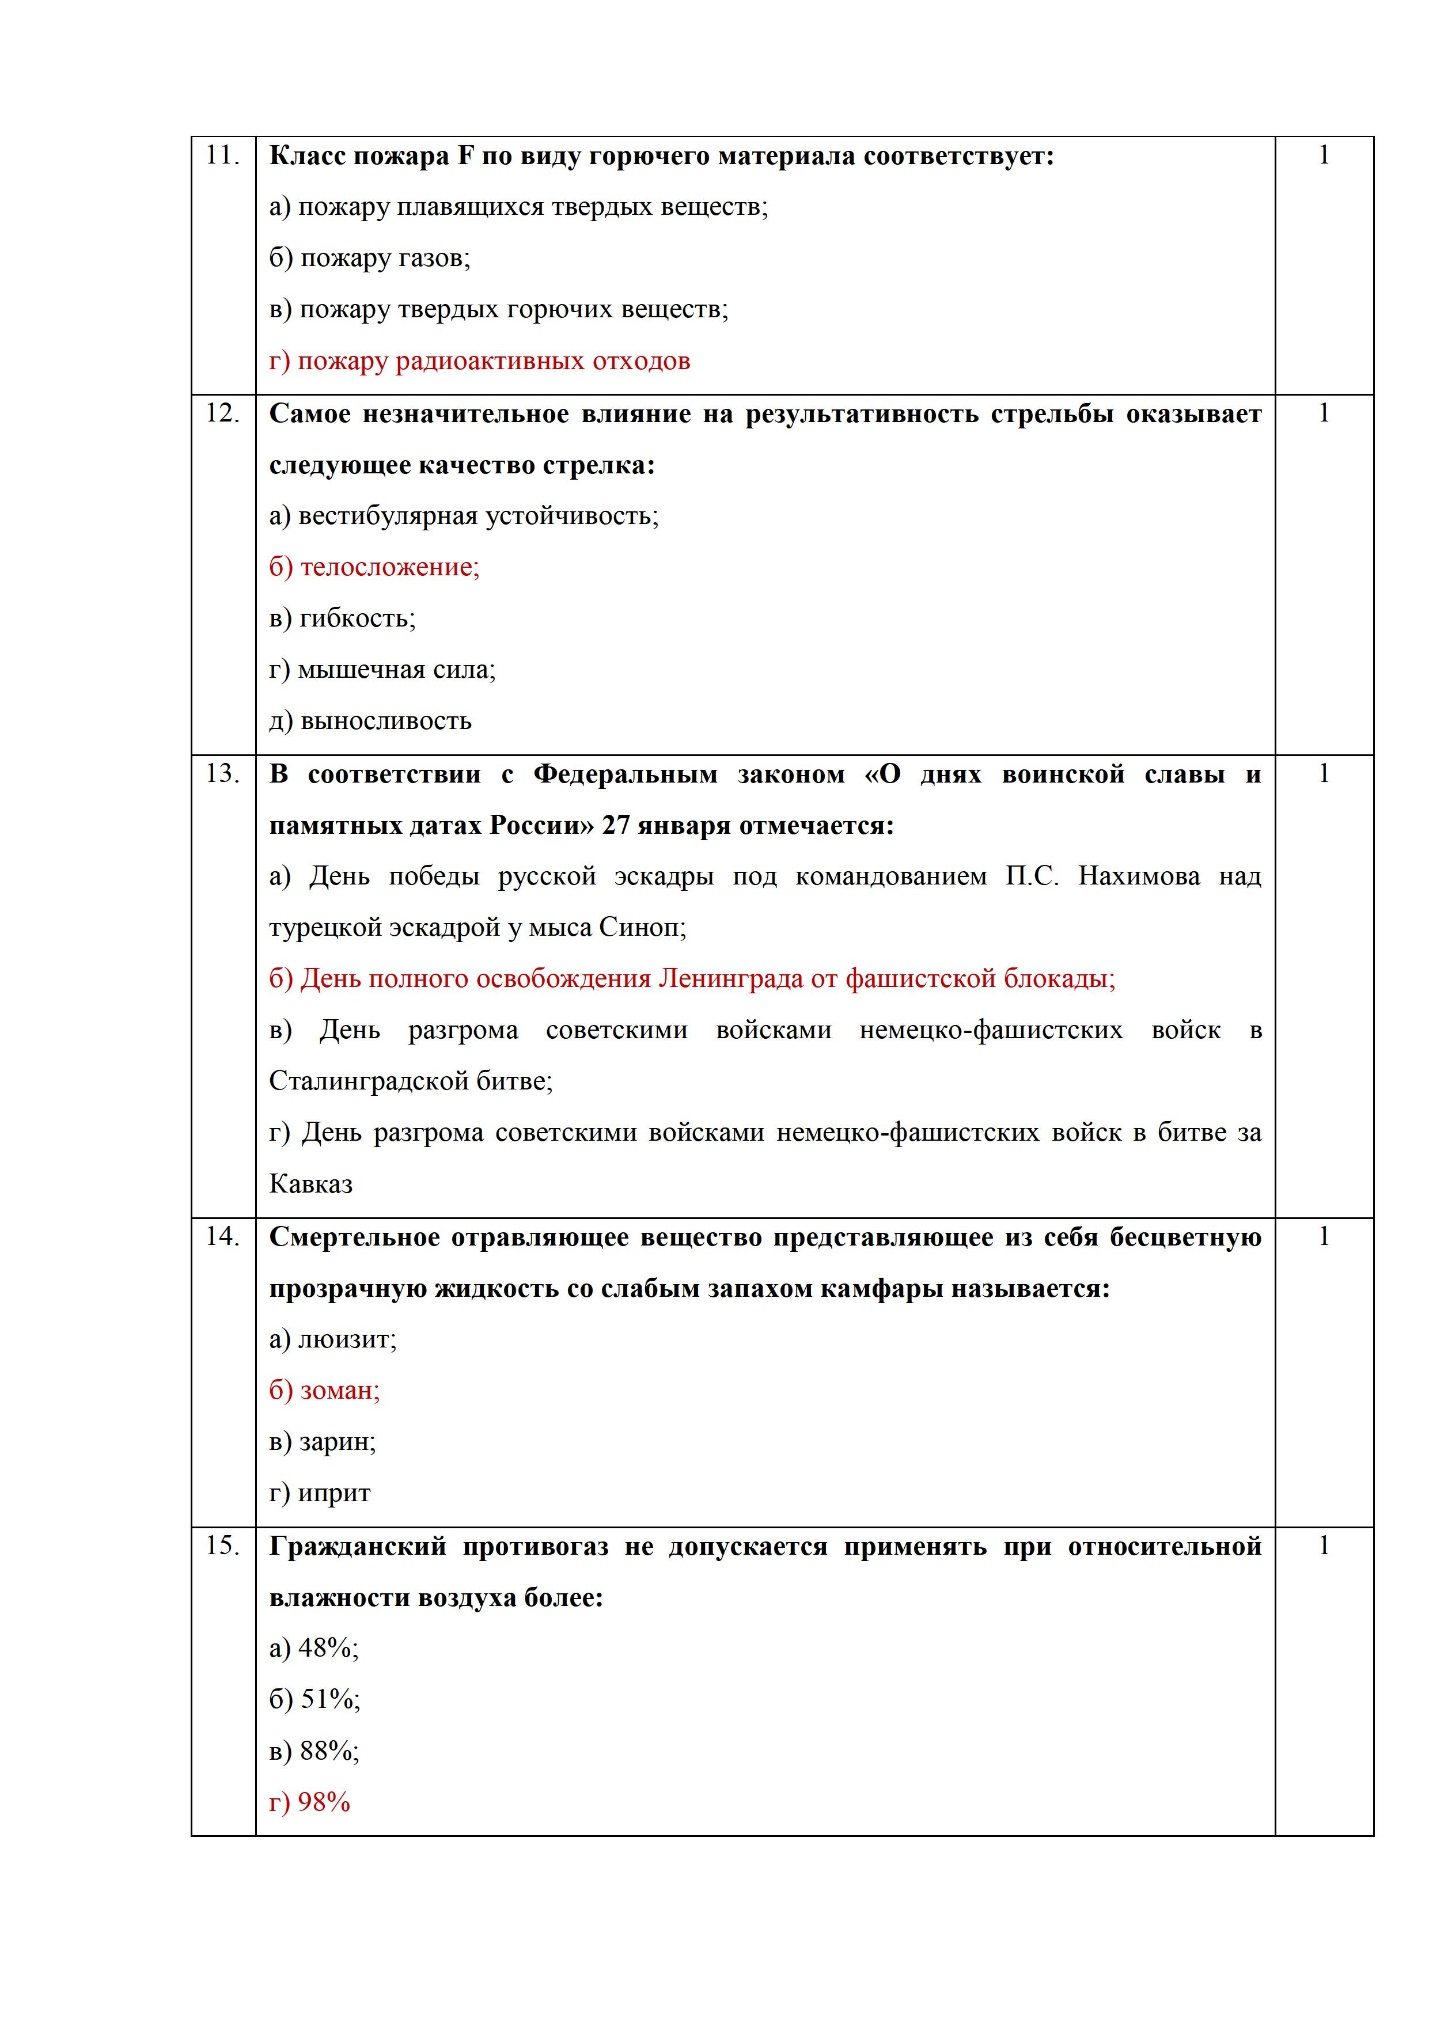 11. Класс пожара F по виду горючего материала соответствует: 1
а) пожару плавящихся твердых веществ;
б) пожару газов;
в) пожару твердых горючих веществ;
г) пожару радиоактивных отходов
12. Самое незначительное влияние на результативность стрельбы оказывает 1
следующее качество стрелка:
а) вестибулярная устойчивость;
б) телосложение;
в) гибкость;
г) мышечная сила;
д) выносливость
13. В соответствии с Федеральным законом «О днях воинской славы и 1
памятных датах России» 27 января отмечается:
а) День победы русской эскадры под командованием П.С. Нахимова над
турецкой эскадрой у мыса Синоп;
б) День полного освобождения Ленинграда от фашистской блокады;
в) День разгрома советскими войсками немецко-фашистских войск в
Сталинградской битве;
г) День разгрома советскими войсками немецко-фашистских войск в битве за
Кавказ
14. Смертельное отравляющее вещество представляющее из себя бесцветную 1
прозрачную жидкость со слабым запахом камфары называется:
а) люизит;
б) зоман;
в) зарин;
г) иприт
15. Гражданский противогаз не допускается применять при относительной 1
влажности воздуха более:
а) 48%;
б) 51%;
в) 88%;
г) 98%